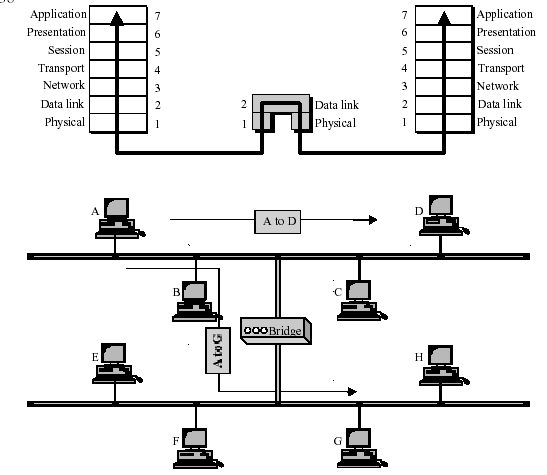 Application 7 7 Application
Presentation 6 6 Presentation
Session 5 5 Session
Transport 4 4 Transport
Network 3 3 Network
Data link 2 2 Data link 2 Data link
Physical 1 1 Physical 1 Physical
A A to D D
B C
Bridge
A to G
E H
F G